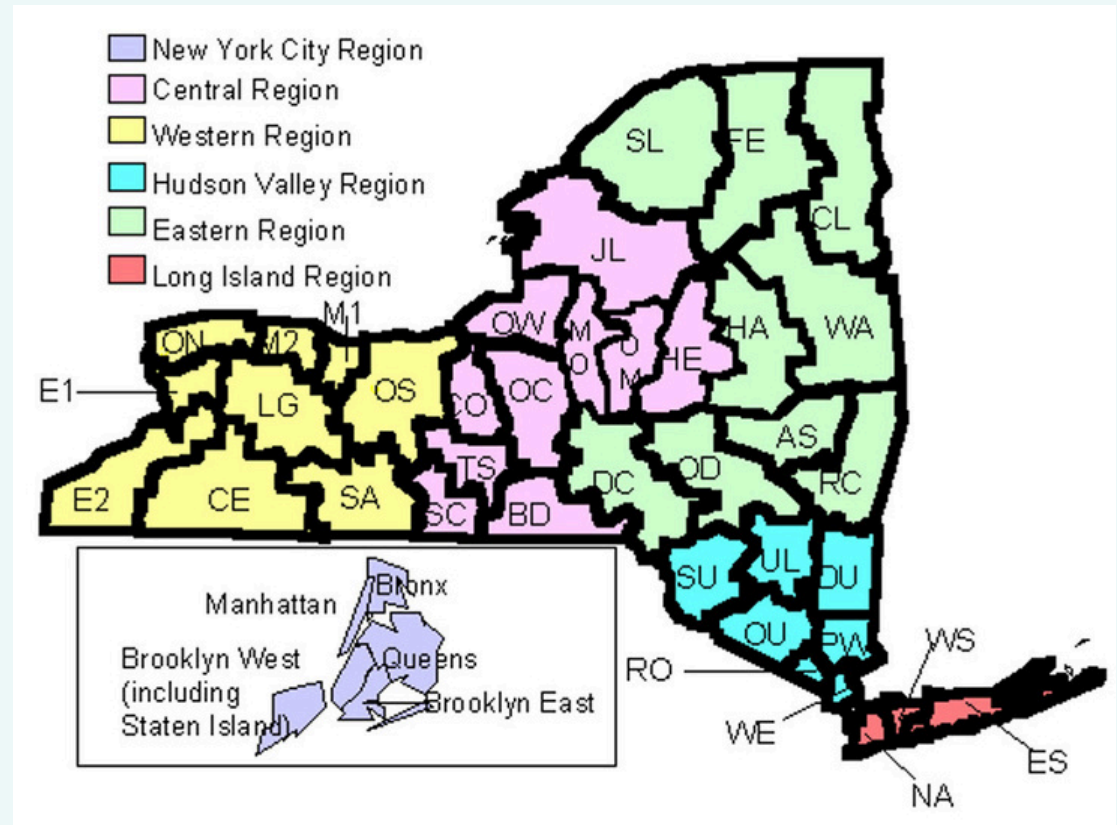 New York City Region
Central Region
Western Region
Hudson Valley Region
Eastern Region
Long Island Region
SL
FE
CL
JL
M1
ON
M2
OW
M
O
O
M
HE
HA
WA
E1
LG
OS
CO
OC
AS
E2
CE
SA
TS
SC
BD
DC
OD
RC
SU
UL
DU
OU
PW
RO
WS
WE
ES
NA
Manhattan
Bronx
Brooklyn West
(including
Staten Island)
Queens
Brooklyn East